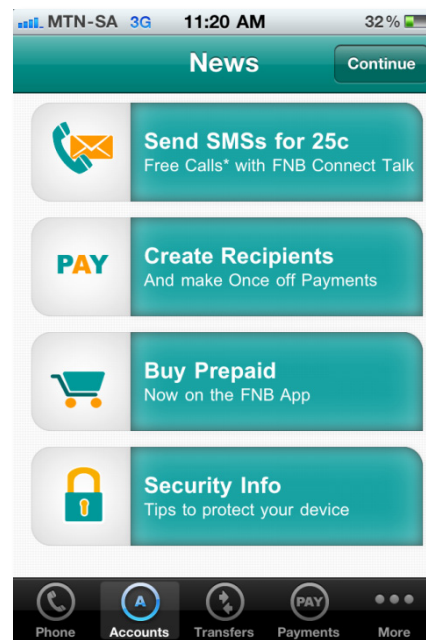 MTN-SA 3G 11:20 AM 32%
News
Continue
Send SMSs for 25c
Free Calls* with FNB Connect Talk
PAY
Create Recipients
And make Once off Payments
Buy Prepaid
Now on the FNB App
Security Info
Tips to protect your device
A
PAY
Phone Accounts Transfers Payments More